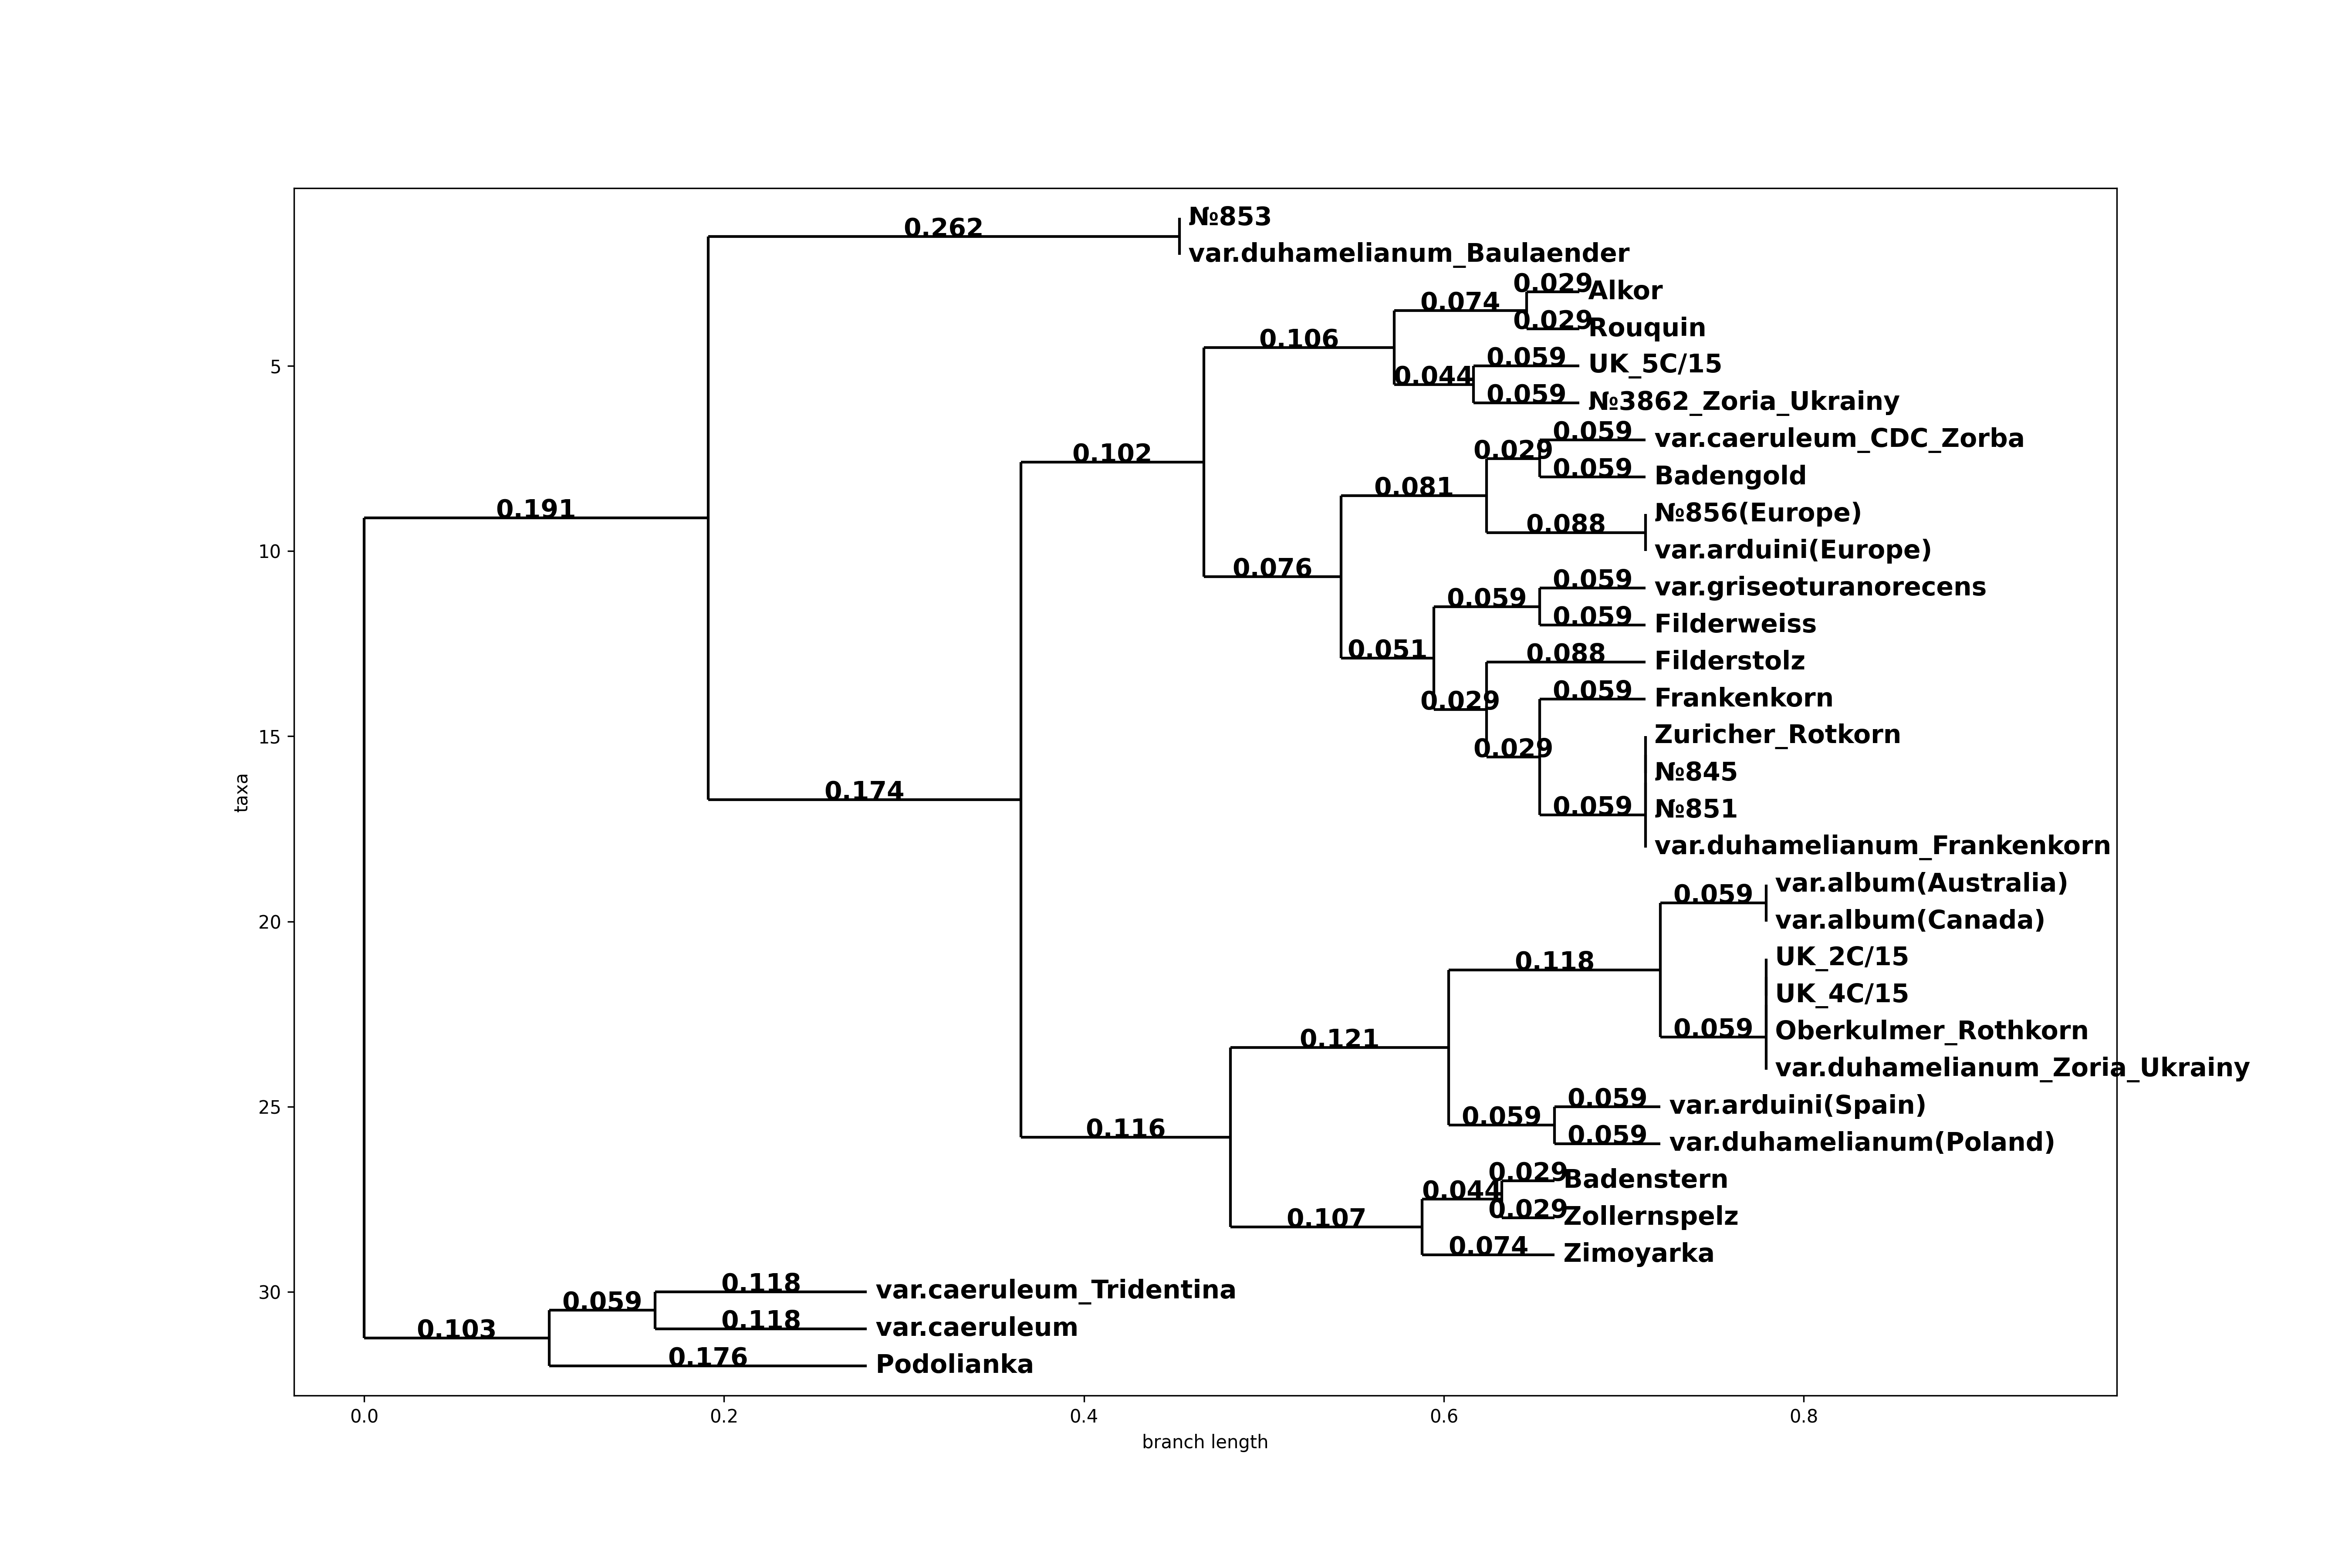 №853
0.262
var.duhamelianum_Baulaender
0.029
Alkor
0.074
0.029
Rouquin
0.106
0.059
UK_5C/15
0.044
0.059
№3862_Zoria_Ukrainy
0.059
var.caeruleum_CDC_Zorba
0.029
0.102
0.059
Badengold
0.081
0.191
№856(Europe)
0.088
var.arduini(Europe)
0.076
0.059
var.griseoturanorecens
0.059
0.059
Filderweiss
0.051
0.088
Filderstolz
0.059
Frankenkorn
0.029
Zuricher_Rotkorn
0.029
№845
0.174
0.059
№851
var.duhamelianum_Frankenkorn
var.album(Australia)
0.059
var.album(Canada)
UK_2C/15
0.118
UK_4C/15
0.059
Oberkulmer_Rothkorn
0.121
var.duhamelianum_Zoria_Ukrainy
0.059
var.arduini(Spain)
0.059
0.116
0.059
var.duhamelianum(Poland)
0.029
Badenstern
0.044
0.029
Zollernspelz
0.107
0.074
Zimoyarka
0.118
var.caeruleum_Tridentina
0.059
0.118
var.caeruleum
0.103
0.176
Podolianka
5
10
15
20
25
30
taxa
0.0
0.2
0.4
0.6
0.8
branch length